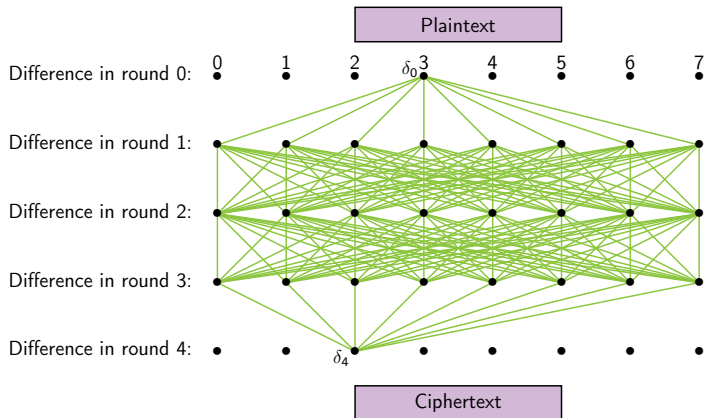 Plaintext
0 1 2 3 4 5 6 7
Difference in round 0: δ₀
Difference in round 1:
Difference in round 2:
Difference in round 3:
Difference in round 4:
δ₄
Ciphertext